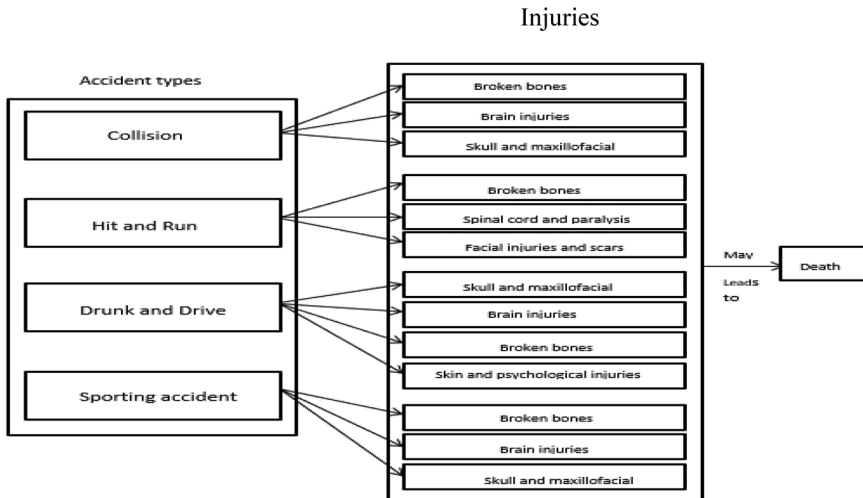 Injuries
Accident types
Collision
Hit and Run
Drunk and Drive
Sporting accident
Broken bones
Brain injuries
Skull and maxillofacial
Broken bones
Spinal cord and paralysis
Facial injuries and scars
Skull and maxillofacial
Brain injuries
Broken bones
Skin and psychological injuries
Broken bones
Brain injuries
Skull and maxillofacial
May
Leads
to
Death